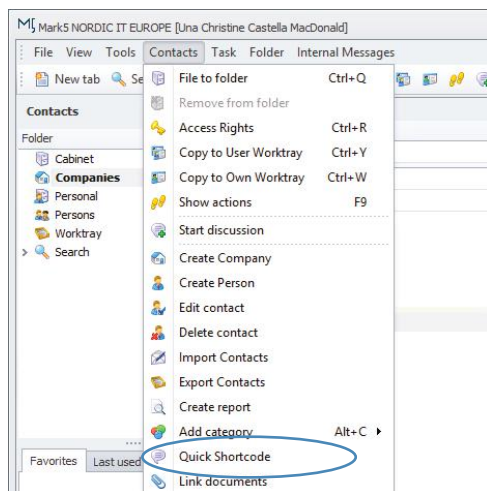 Mark5 NORDIC IT EUROPE [Una Christine Castella MacDonald]
File View Tools Contacts Task Folder Internal Messages
New tab Se
File to folder Ctrl+Q
Remove from folder
Contacts
Access Rights Ctrl+R
Folder
Copy to User Worktray Ctrl+Y
Cabinet
Companies
Copy to Own Worktray Ctrl+W
Personal
Show actions F9
Persons
Worktray
Start discussion
Search
Create Company
Create Person
Edit contact
Delete contact
Import Contacts
Export Contacts
Create report
Add category Alt+C
Quick Shortcode
Favorites Last used
Link documents